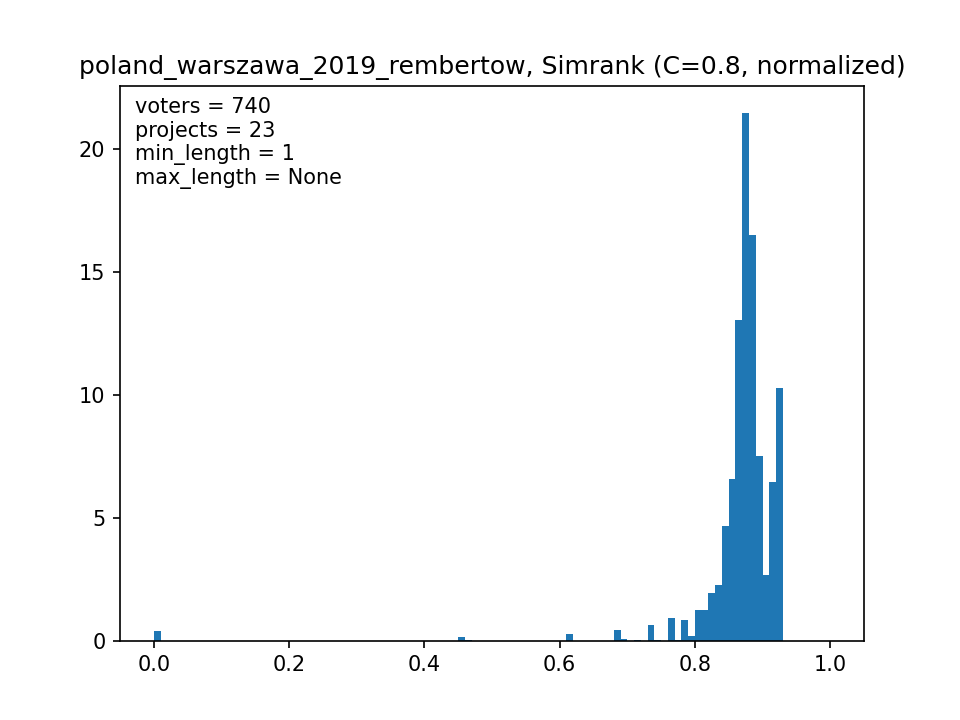 poland_warszawa_2019_rembertow, Simrank (C=0.8, normalized)
voters = 740
projects = 23
min_length = 1
max_length = None
20
15
10
5
0
0.0 0.2 0.4 0.6 0.8 1.0